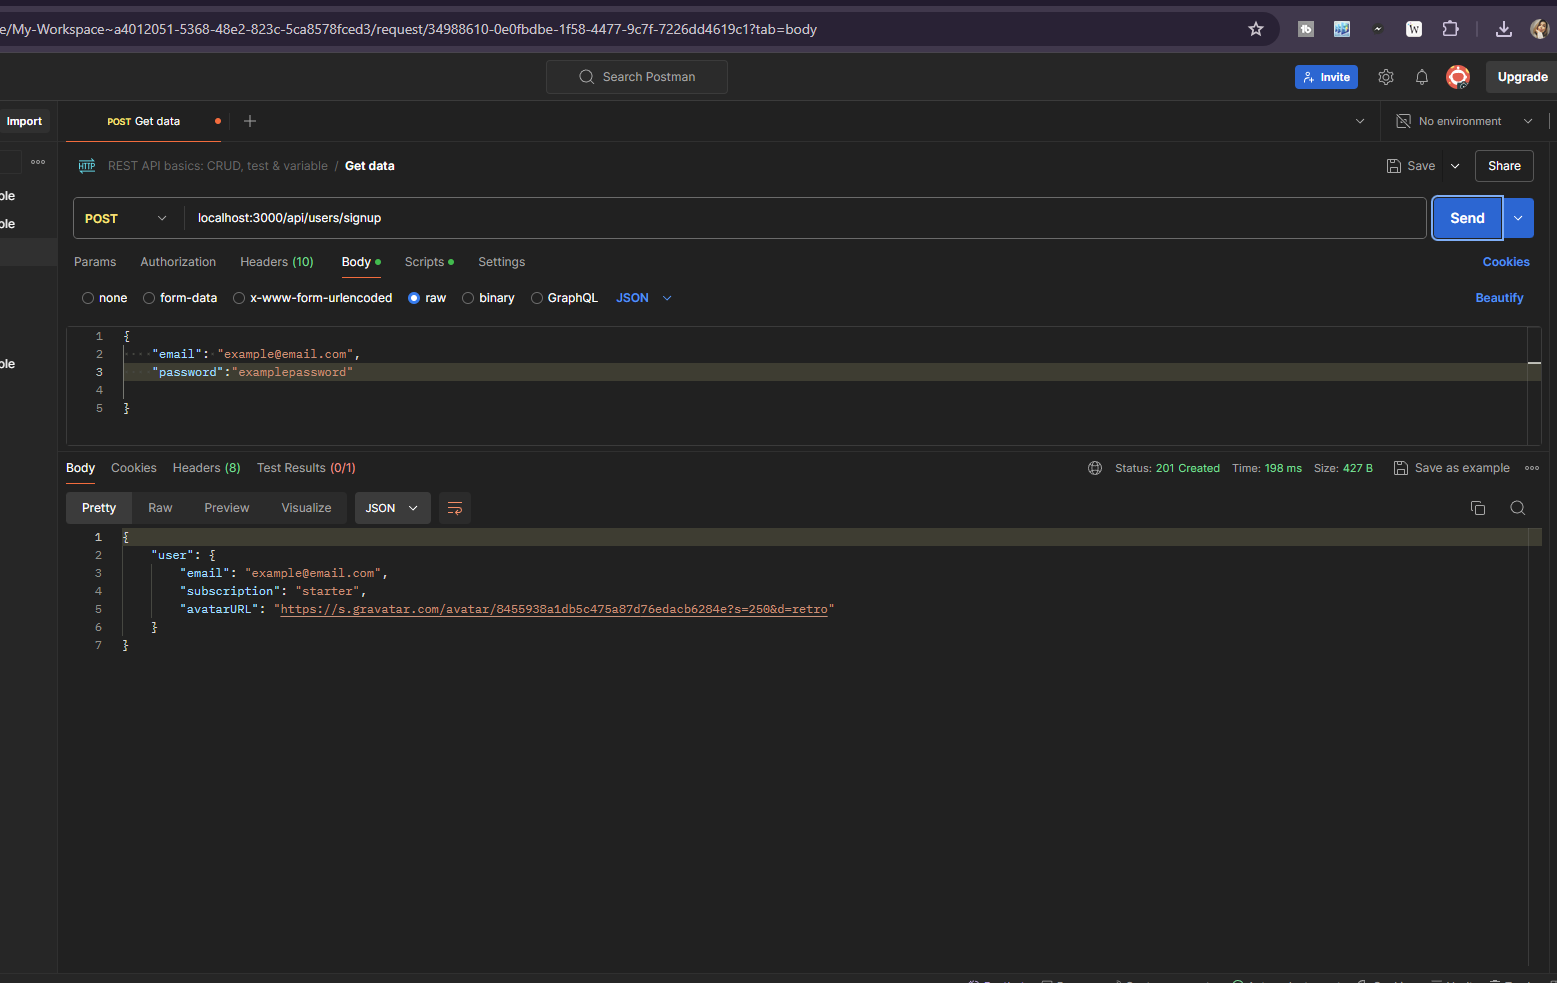 e/My-Workspace~a4012051-5368-48e2-823c-5ca8578fced3/request/34988610-0e0fbdbe-1f58-4477-9c7f-7226dd4619c1?tab=body
Search Postman
Invite
Upgrade
Import
POST Get data
No environment
REST API basics: CRUD, test & variable / Get data
Save
Share
ole
ole
ole
POST
localhost:3000/api/users/signup
Send
Params Authorization Headers (10) Body Scripts Settings
Cookies
none form-data x-www-form-urlencoded raw binary GraphQL JSON
Beautify
1 {
2 "email": "example@email.com",
3 "password":"examplepassword"
4
5 }
Body Cookies Headers (8) Test Results (0/1)
Status: 201 Created Time: 198 ms Size: 427 B Save as example
Pretty Raw Preview Visualize JSON
1 {
2 "user": {
3 "email": "example@email.com",
4 "subscription": "starter",
5 "avatarURL": "https://s.gravatar.com/avatar/8455938a1db5c475a87d76edacb6284e?s=250&d=retro"
6 }
7 }